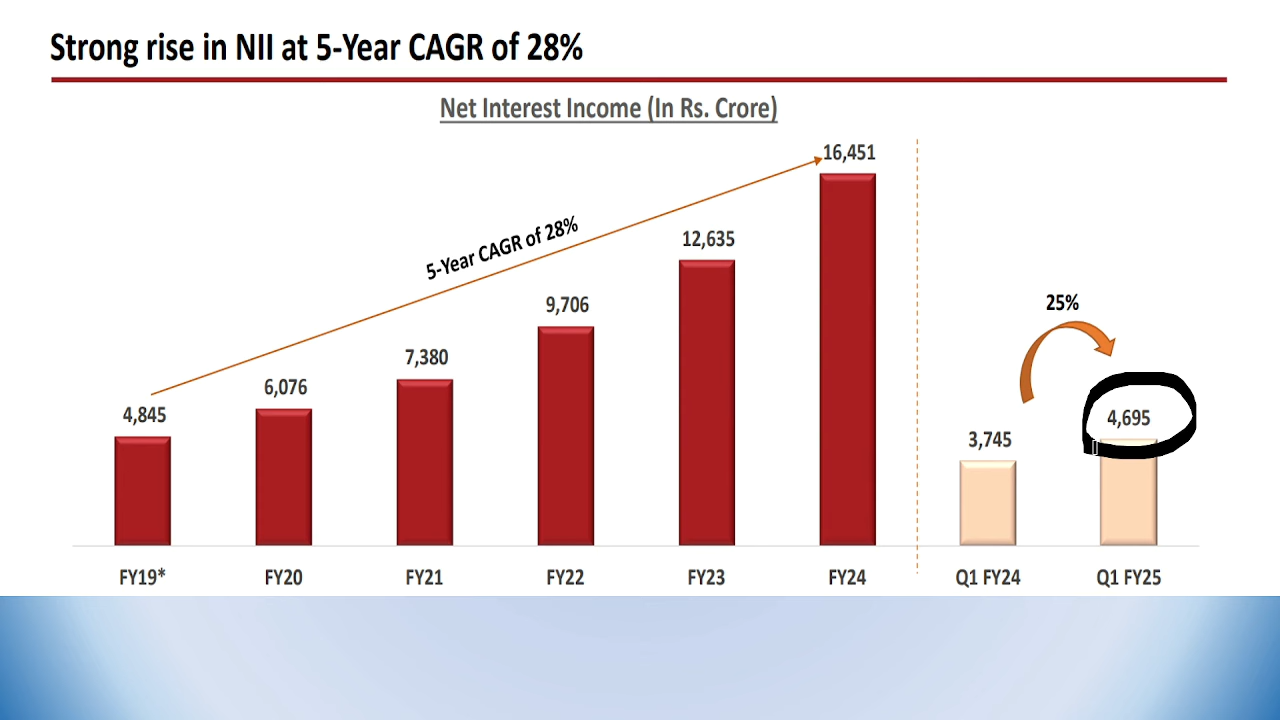 Strong rise in NII at 5-Year CAGR of 28%
Net Interest Income (In Rs. Crore)
16,451
12,635
5-Year CAGR of 28%
9,706
25%
7,380
6,076
4,845
4,695
3,745
FY19*
FY20
FY21
FY22
FY23
FY24
Q1 FY24
Q1 FY25